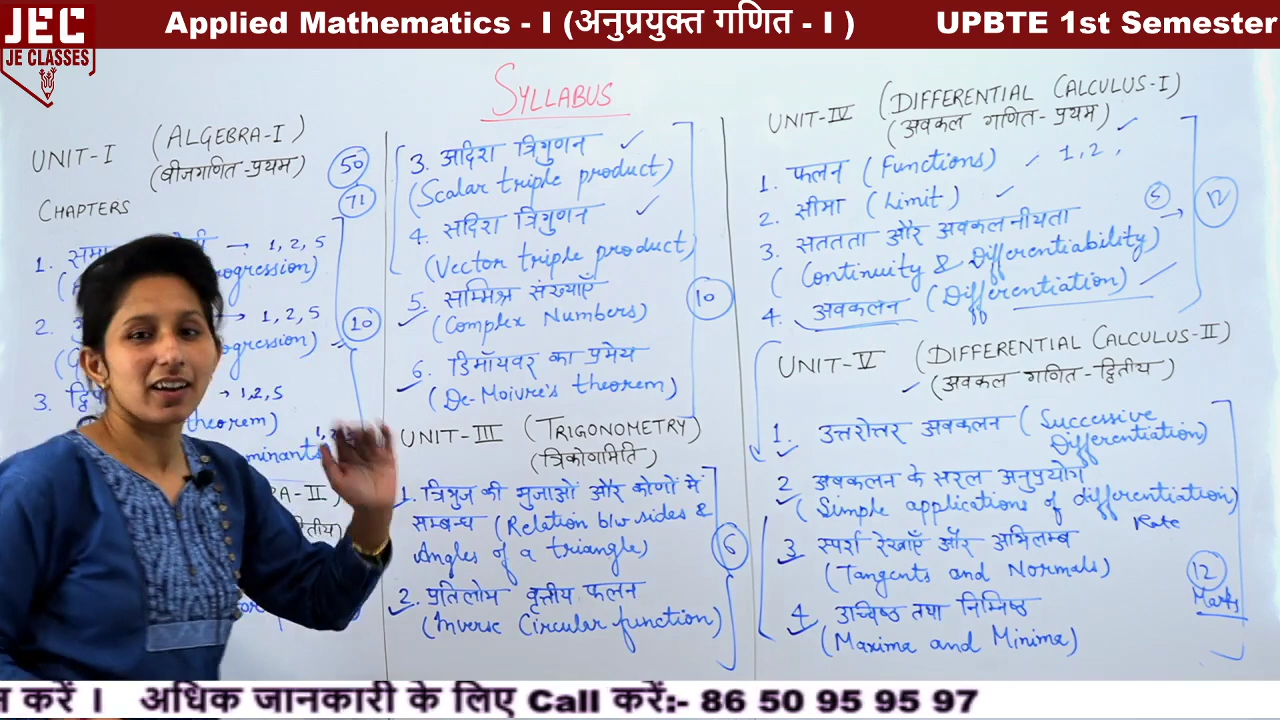 JEC
JE CLASSES
Applied Mathematics - I (अनुप्रयुक्त गणित - I )
UPBTE 1st Semester
SYLLABUS
UNIT-I (ALGEBRA-I)
(बीजगणित-प्रथम)
50
71
CHAPTERS
1. → 1, 2, 5
ogression)
2. → 1, 2, 5
ogression)
10
3. → 1,2,5
theorem)
minants
RA-II)
3. अदिश त्रिगुणन
(Scalar triple product)
4. सदिश त्रिगुणन
(Vector triple product)
5. सम्मिश्र संख्याएँ
(Complex Numbers)
6. डिमॉयवर का प्रमेय
(De-Moivre's theorem)
10
UNIT-III (TRIGONOMETRY)
(त्रिकोणमिति)
1. त्रिभुज की भुजाओं और कोणों में
सम्बन्ध (Relation b/w sides &
Angles of a triangle)
2. प्रतिलोम वृत्तीय फलन
(Inverse Circular function)
6
UNIT-IV (DIFFERENTIAL CALCULUS-I)
(अवकल गणित-प्रथम)
1. फलन (Functions) 1,2,
2. सीमा (Limit)
3. सततता और अवकलनीयता 5 → 12
(Continuity & Differentiability)
4. अवकलन (Differentiation)
UNIT-V (DIFFERENTIAL CALCULUS-II)
(अवकल गणित-द्वितीय)
1. उत्तरोत्तर अवकलन (Successive
Differentiation)
2 अवकलन के सरल अनुप्रयोग
(Simple applications of differentiation)
Rate
3 स्पर्श रेखाएँ और अभिलम्ब
(Tangents and Normals)
12
Marks
4 उच्चिष्ठ तथा निम्निष्ठ
(Maxima and Minima)
करें । अधिक जानकारी के लिए Call करें:- 86 50 95 95 97